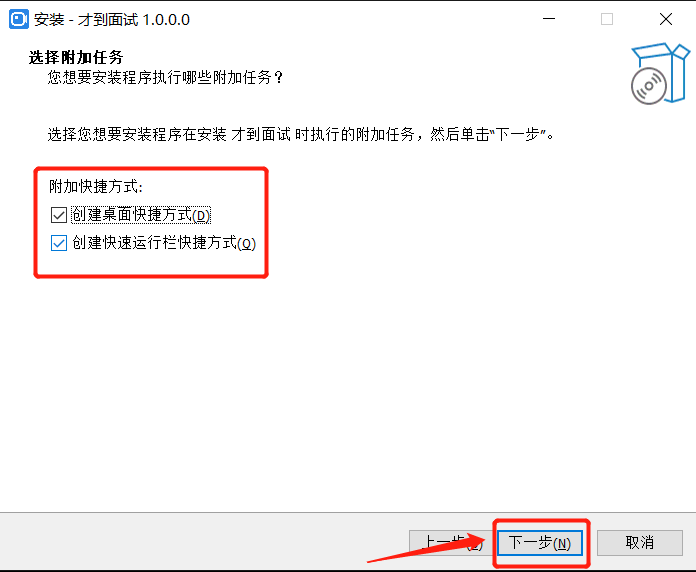 安装 - 才到面试 1.0.0.0
选择附加任务
您想要安装程序执行哪些附加任务？
选择您想要安装程序在安装 才到面试 时执行的附加任务，然后单击“下一步”。
附加快捷方式:
创建桌面快捷方式(D)
创建快速运行栏快捷方式(Q)
上一步
下一步(N)
取消